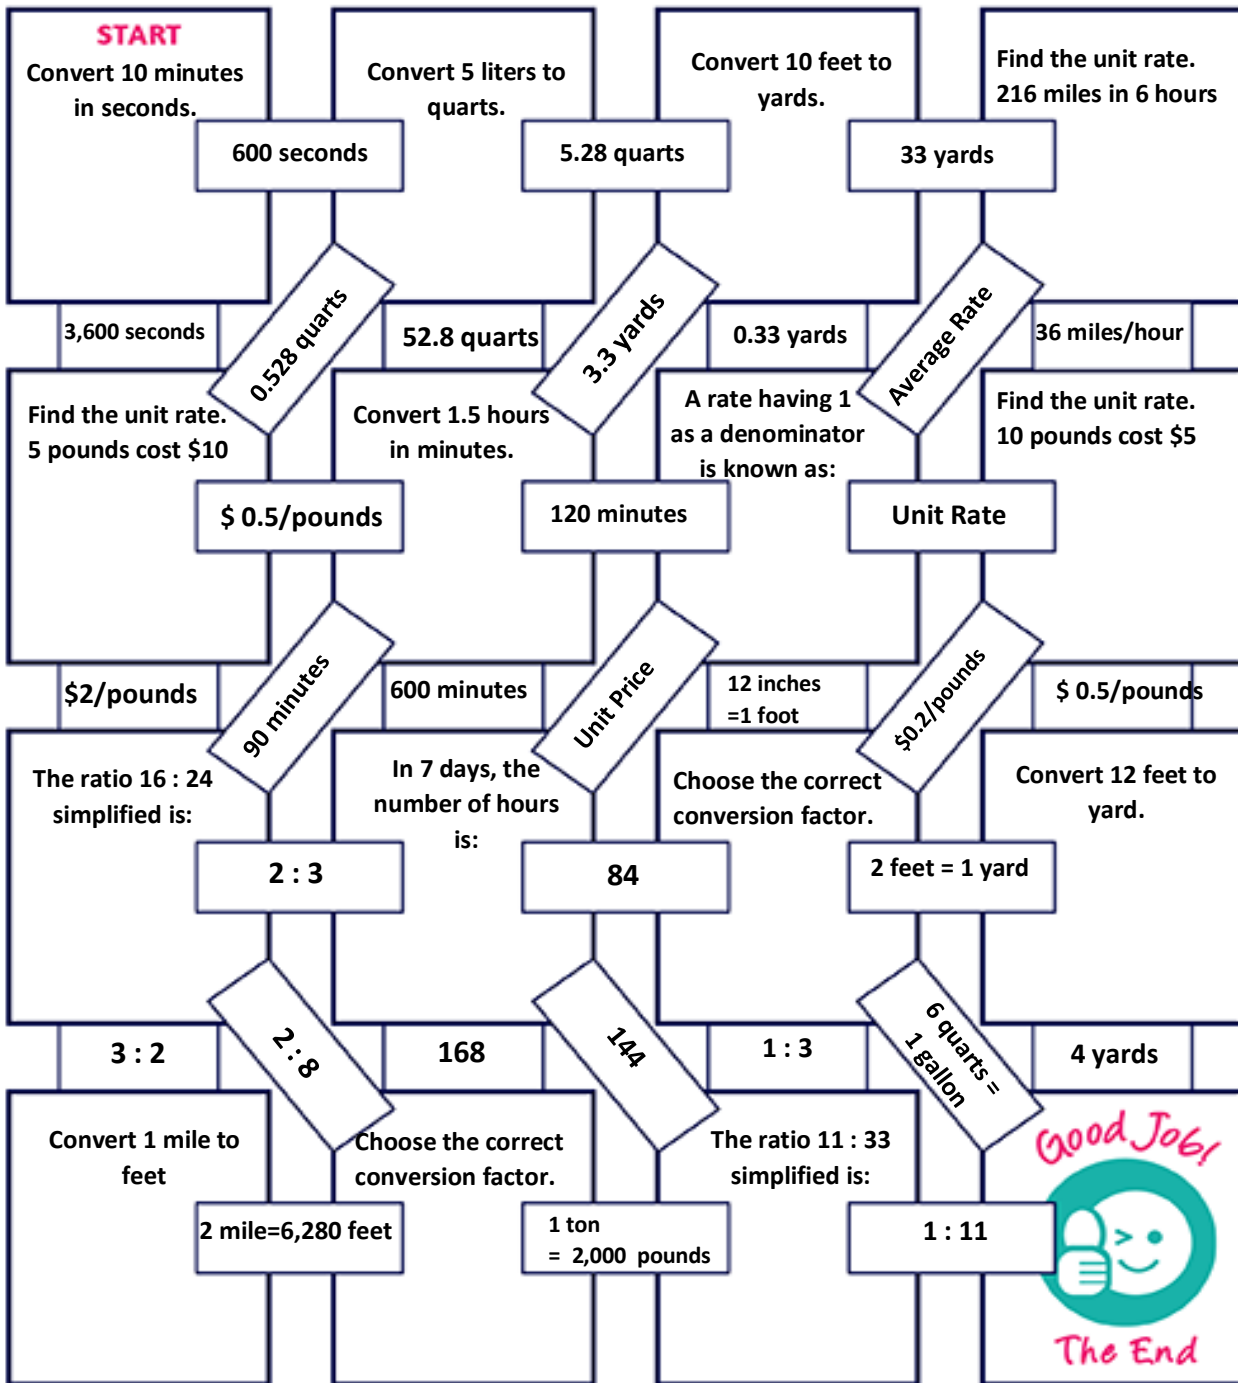 START
Convert 10 minutes
in seconds.
Convert 5 liters to
quarts.
Convert 10 feet to
yards.
Find the unit rate.
216 miles in 6 hours
600 seconds
5.28 quarts
33 yards
3,600 seconds
0.528 quarts
52.8 quarts
3.3 yards
0.33 yards
Average Rate
36 miles/hour
Find the unit rate.
5 pounds cost $10
Convert 1.5 hours
in minutes.
A rate having 1
as a denominator
is known as:
Find the unit rate.
10 pounds cost $5
$ 0.5/pounds
120 minutes
Unit Rate
$2/pounds
90 minutes
600 minutes
Unit Price
12 inches
=1 foot
$0.2/pounds
$ 0.5/pounds
The ratio 16 : 24
simplified is:
In 7 days, the
number of hours
is:
Choose the correct
conversion factor.
Convert 12 feet to
yard.
2 : 3
84
2 feet = 1 yard
3 : 2
2 : 8
168
144
1 : 3
6 quarts =
1 gallon
4 yards
Convert 1 mile to
feet
Choose the correct
conversion factor.
The ratio 11 : 33
simplified is:
Good Job!
2 mile=6,280 feet
1 ton
= 2,000 pounds
1 : 11
The End